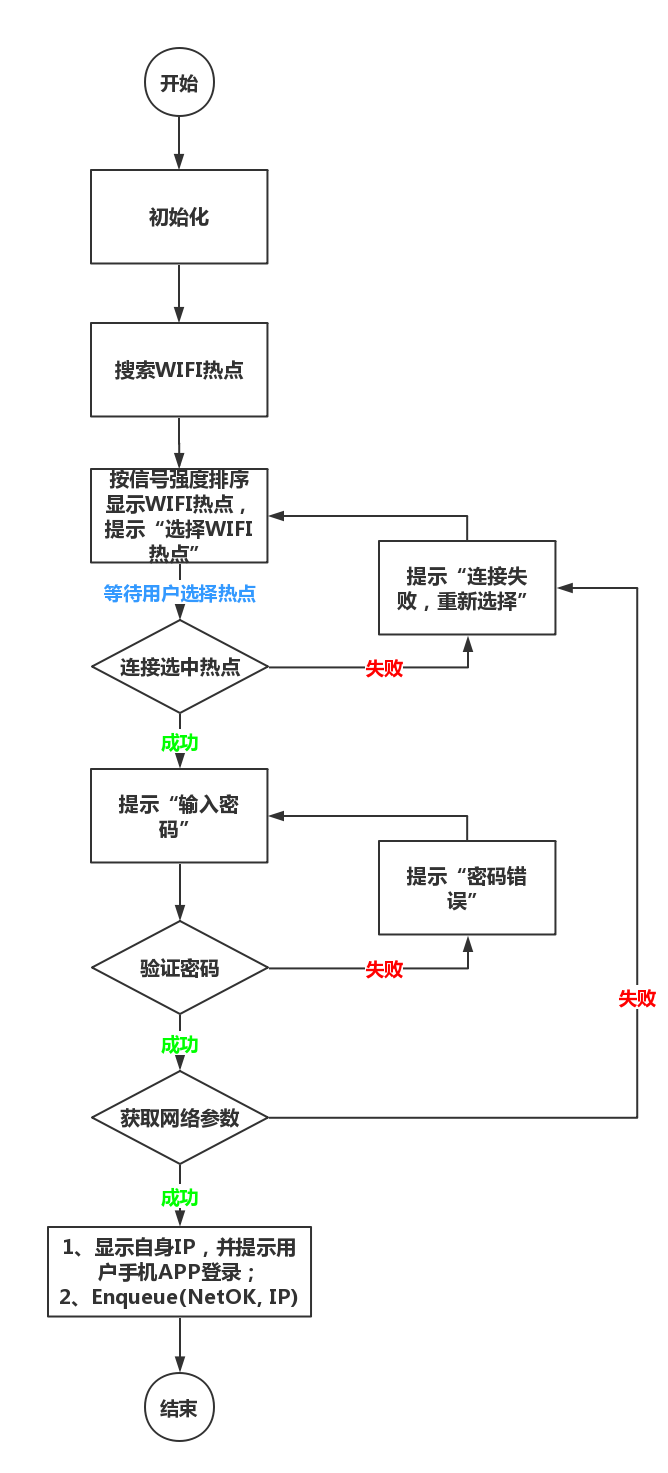 开始
初始化
搜索WIFI热点
按信号强度排序
显示WIFI热点，
提示“选择WIFI
热点”
等待用户选择热点
提示“连接失
败，重新选择”
连接选中热点
失败
成功
提示“输入密
码”
提示“密码错
误”
验证密码
失败
失败
成功
获取网络参数
成功
1、显示自身IP，并提示用
户手机APP登录；
2、Enqueue(NetOK, IP)
结束